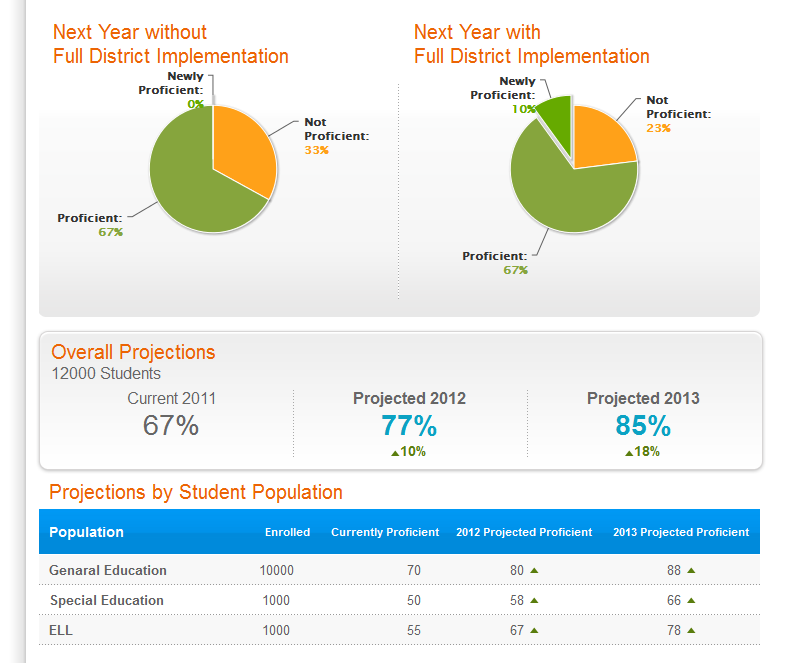 Next Year without
Full District Implementation
Newly
Proficient:
0%
Not
Proficient:
33%
Proficient:
67%
Next Year with
Full District Implementation
Newly
Proficient:
10%
Not
Proficient:
23%
Proficient:
67%
Overall Projections
12000 Students
Current 2011
67%
Projected 2012
77%
▲10%
Projected 2013
85%
▲18%
Projections by Student Population
Population Enrolled Currently Proficient 2012 Projected Proficient 2013 Projected Proficient
Genaral Education 10000 70 80 ▲ 88 ▲
Special Education 1000 50 58 ▲ 66 ▲
ELL 1000 55 67 ▲ 78 ▲